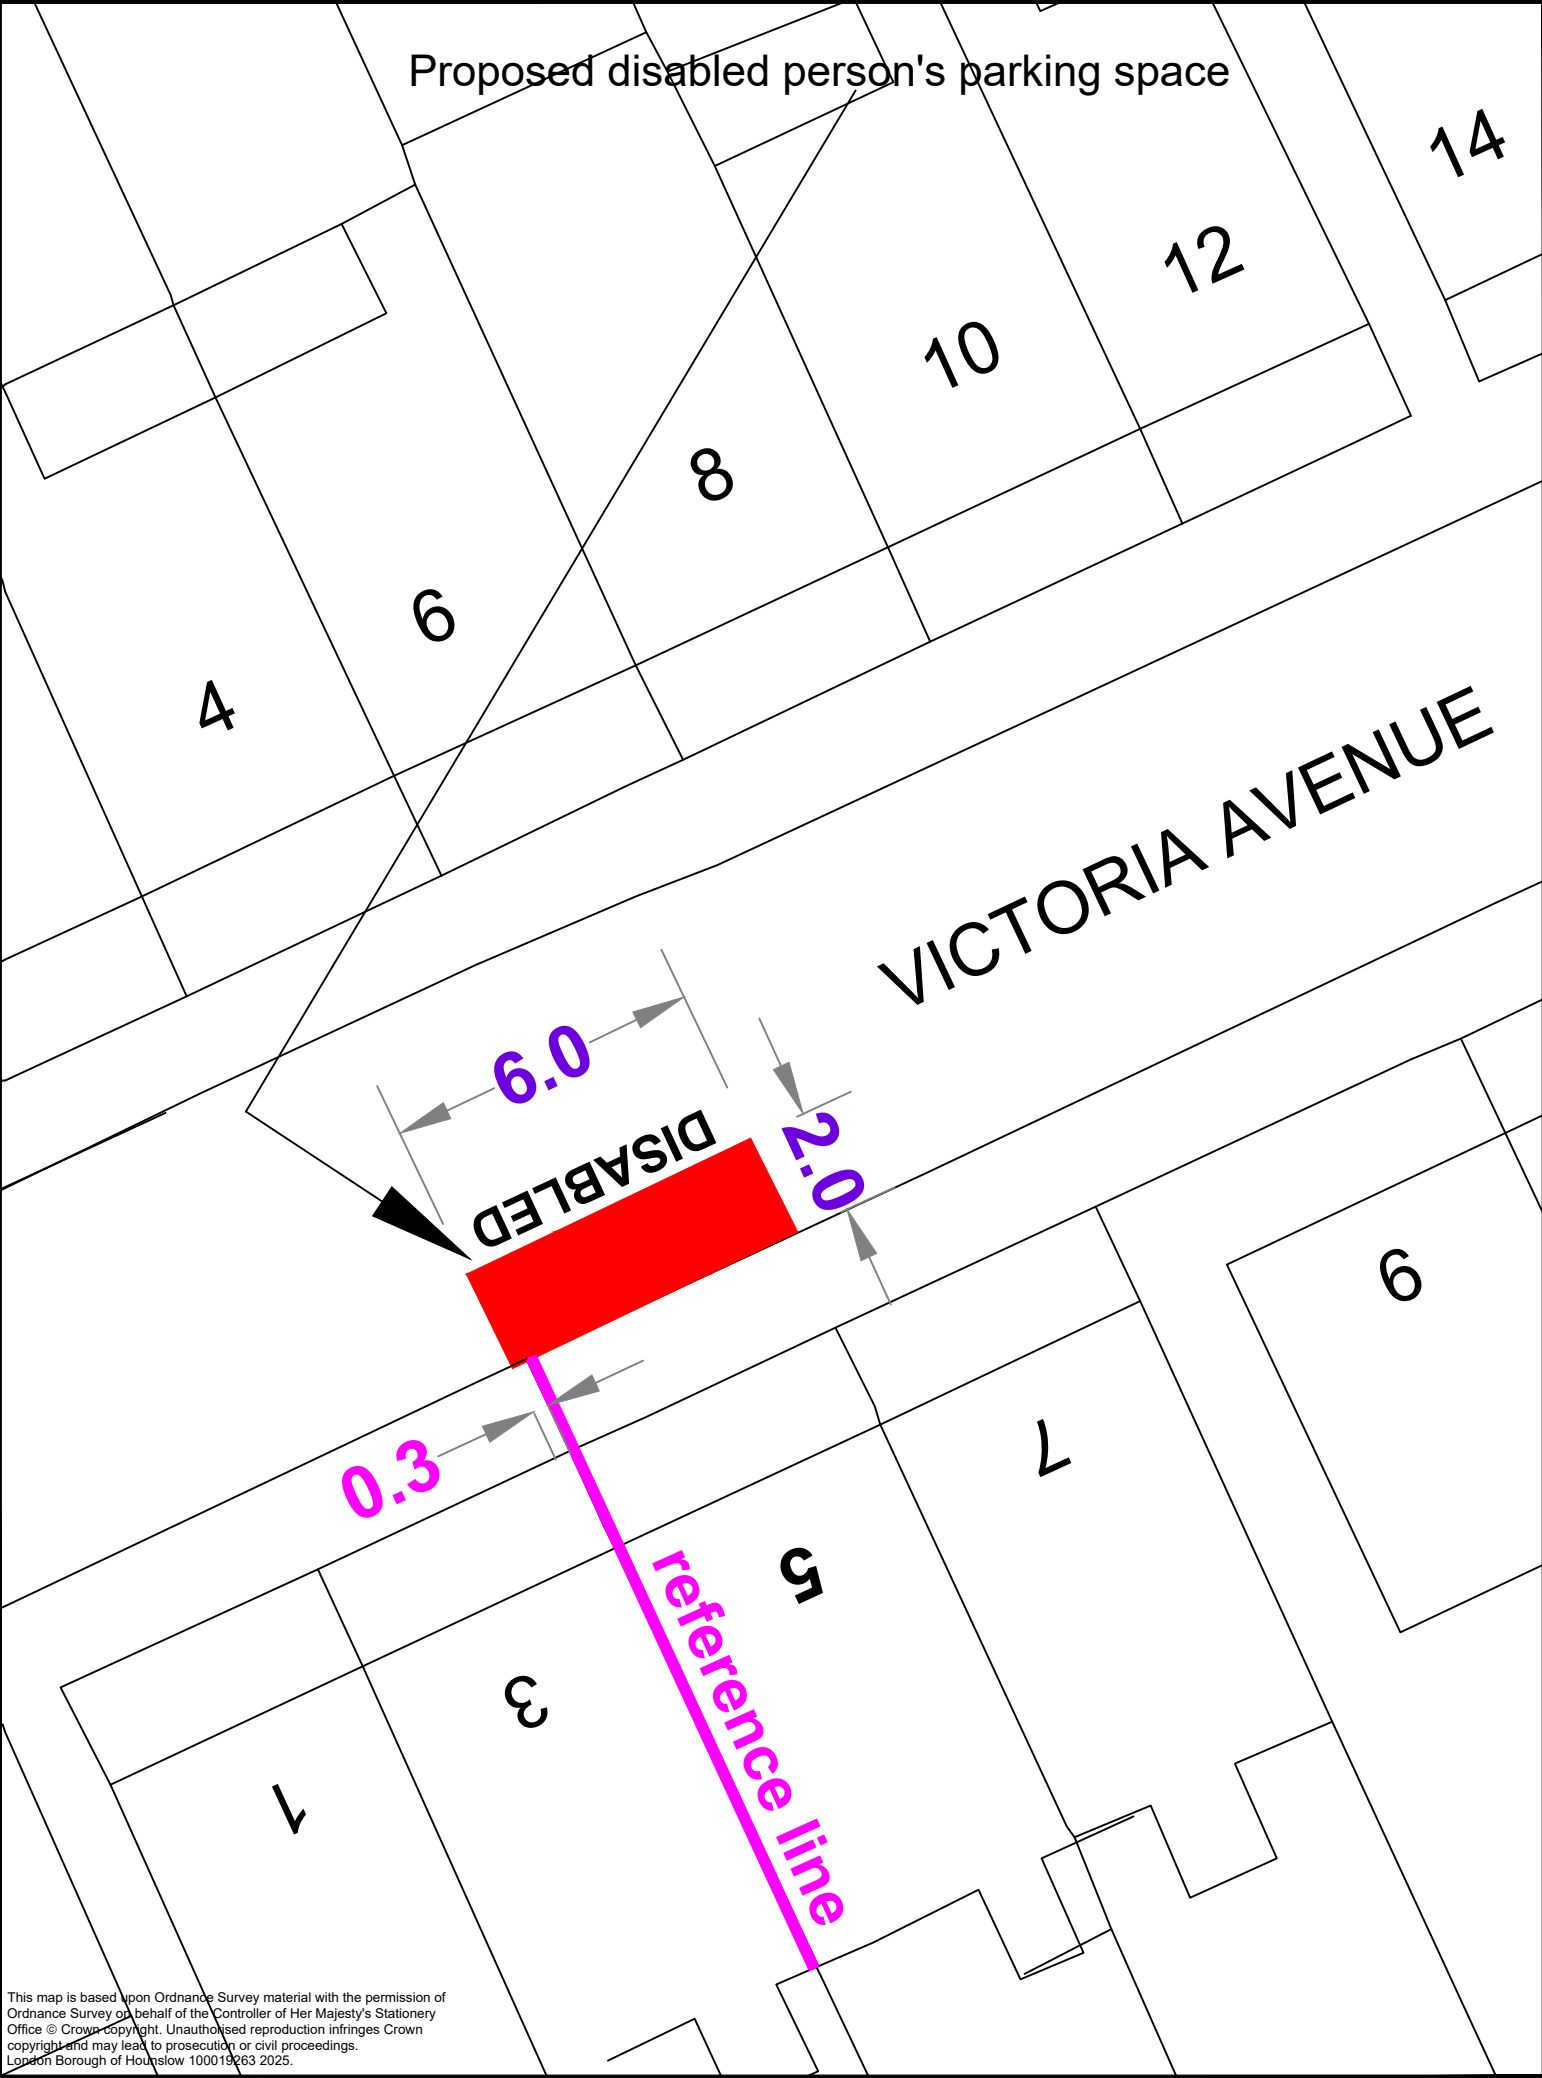 Proposed disabled person's parking space
14
12
10
8
6
4
VICTORIA AVENUE
6.0
DISABLED
2.0
9
7
0.3
5
reference line
3
1
This map is based upon Ordnance Survey material with the permission of
Ordnance Survey on behalf of the Controller of Her Majesty's Stationery
Office © Crown copyright. Unauthorised reproduction infringes Crown
copyright and may lead to prosecution or civil proceedings.
London Borough of Hounslow 100019263 2025.